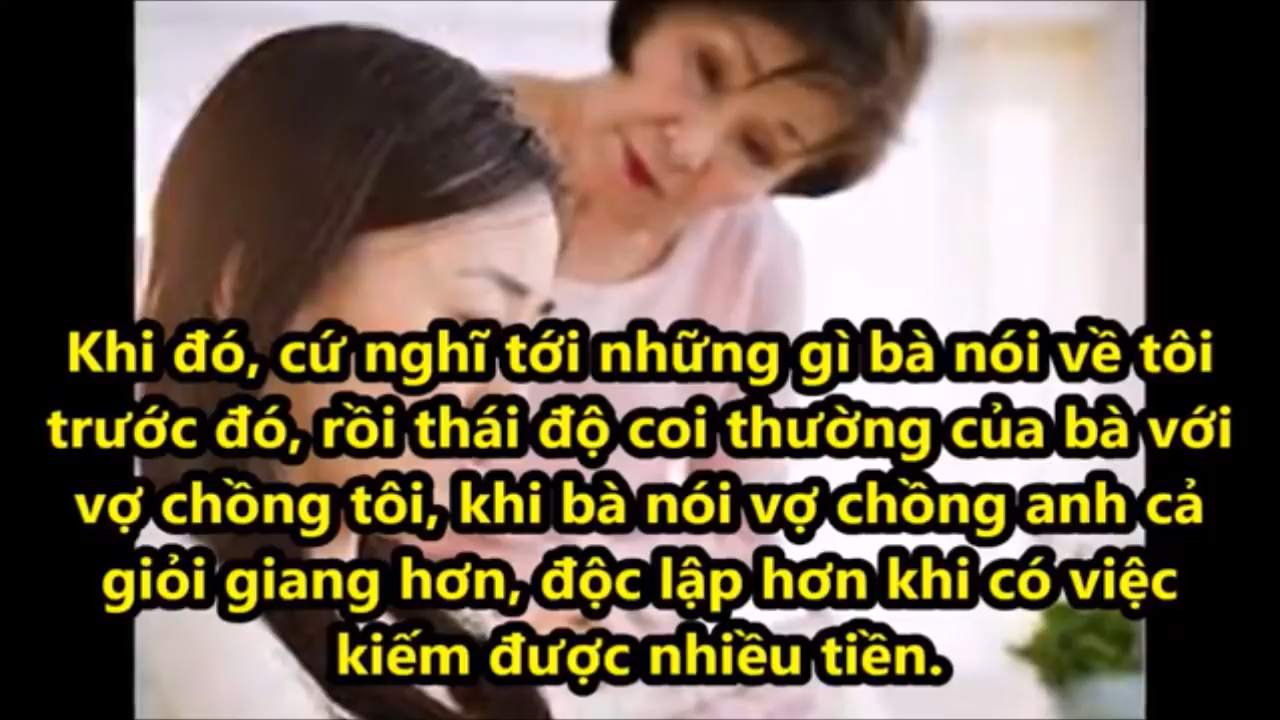 Khi đó, cứ nghĩ tới những gì bà nói về tôi
trước đó, rồi thái độ coi thường của bà với
vợ chồng tôi, khi bà nói vợ chồng anh cả
giỏi giang hơn, độc lập hơn khi có việc
kiếm được nhiều tiền.